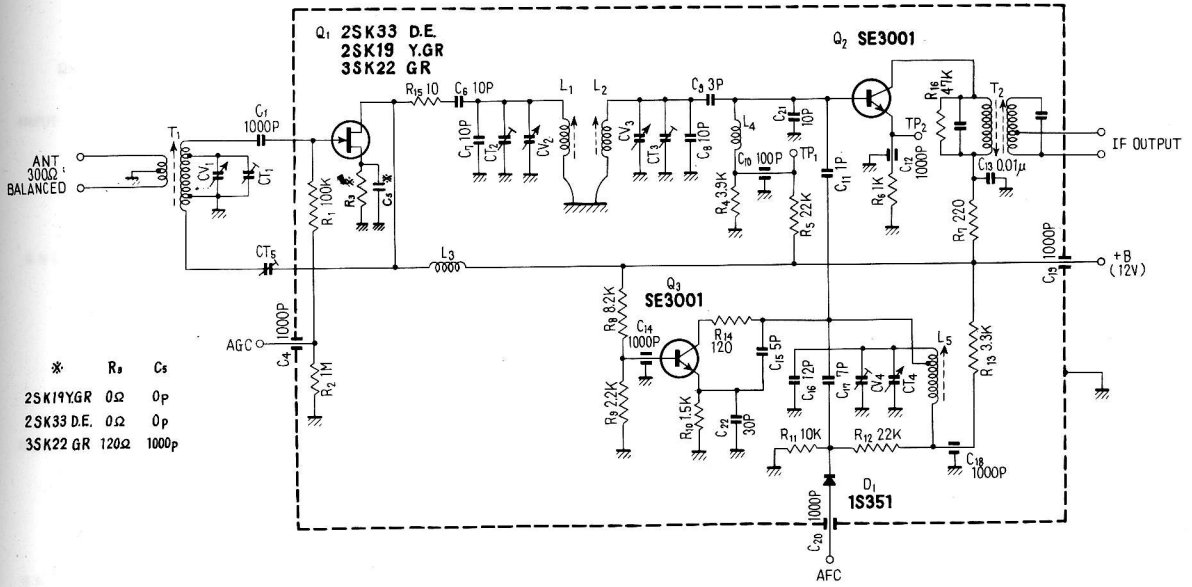 Q1 2SK33 D.E.
2SK19 Y.GR
3SK22 GR
Q2 SE3001
R15 10
C6 10P
L1
L2
C9 3P
R16 47K
T2
C1
1000P
T1
C7 10P
CT2
CV2
CV3
CT3
C8 10P
L4
C21
10P
TP2
C12
1000P
ANT
300Ω
BALANCED
CV1
CT1
R1 100K
R3 ※
C5 ※
C10 100P
TP1
C11 1P
R6 1K
C13 0.01μ
IF OUTPUT
R4 3.9K
R5 22K
R7 220
CT5
L3
C19 1000P
+B
(12V)
Q3
SE3001
R8 8.2K
C14
1000P
R14
120
C15 5P
L5
R13 3.3K
AGC
C4 1000P
R2 1M
R9 2.2K
R10 1.5K
C22
30P
C16 12P
C17 7P
CV4
CT4
R11 10K
R12 22K
C18
1000P
D1
1S351
C20 1000P
AFC
※ R3 C5
2SK19Y.GR 0Ω 0p
2SK33 D.E. 0Ω 0p
3SK22 GR 120Ω 1000p